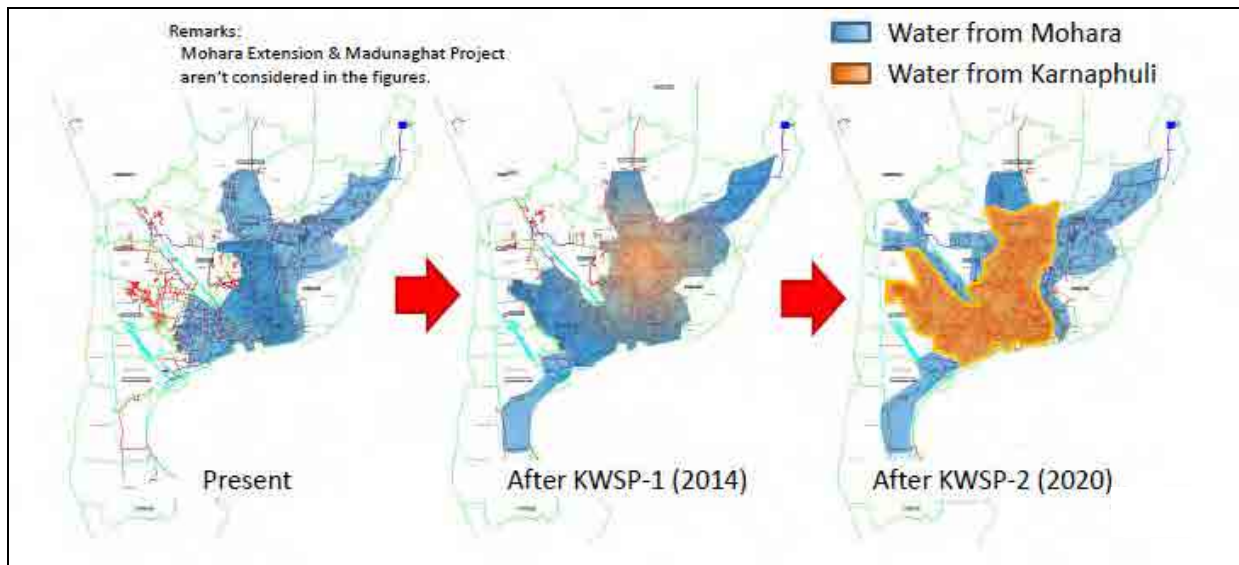 Remarks:
Mohara Extension & Madunaghat Project
aren't considered in the figures.
Water from Mohara
Water from Karnaphuli
Present
After KWSP-1 (2014)
After KWSP-2 (2020)